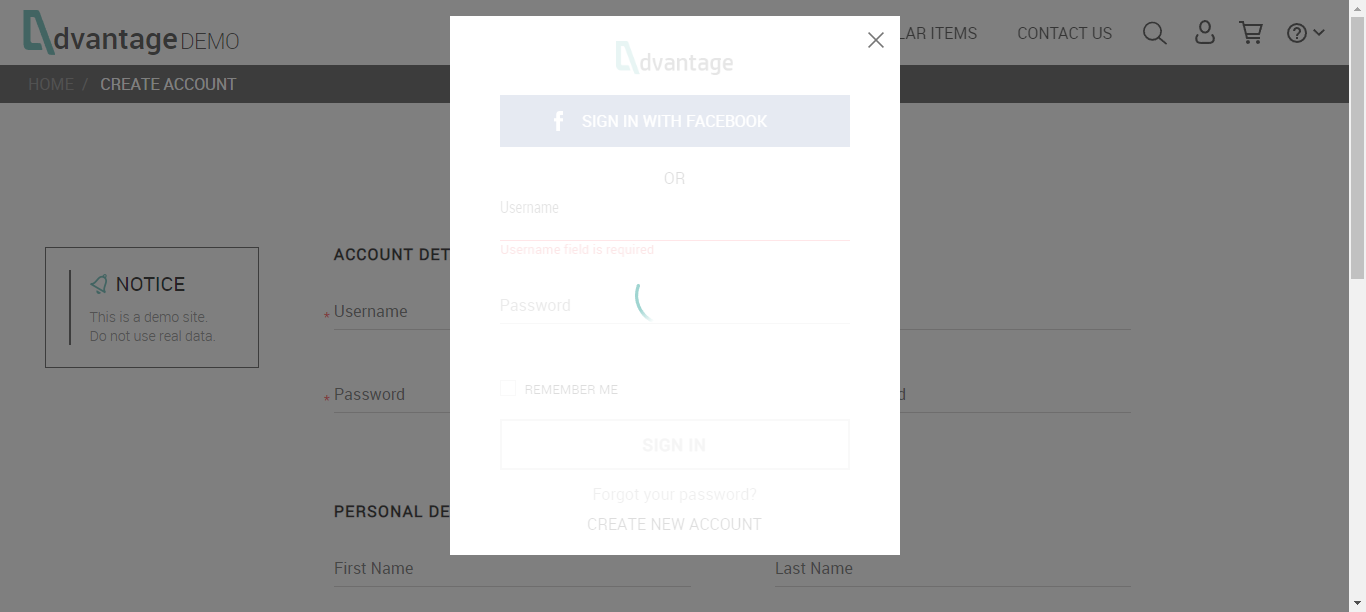 dvantage DEMO
LAR ITEMS
CONTACT US
HOME / CREATE ACCOUNT
dvantage
SIGN IN WITH FACEBOOK
OR
Username
Username field is required
Password
REMEMBER ME
SIGN IN
Forgot your password?
CREATE NEW ACCOUNT
NOTICE
This is a demo site.
Do not use real data.
ACCOUNT DET
* Username
* Password
d
PERSONAL DE
First Name
Last Name